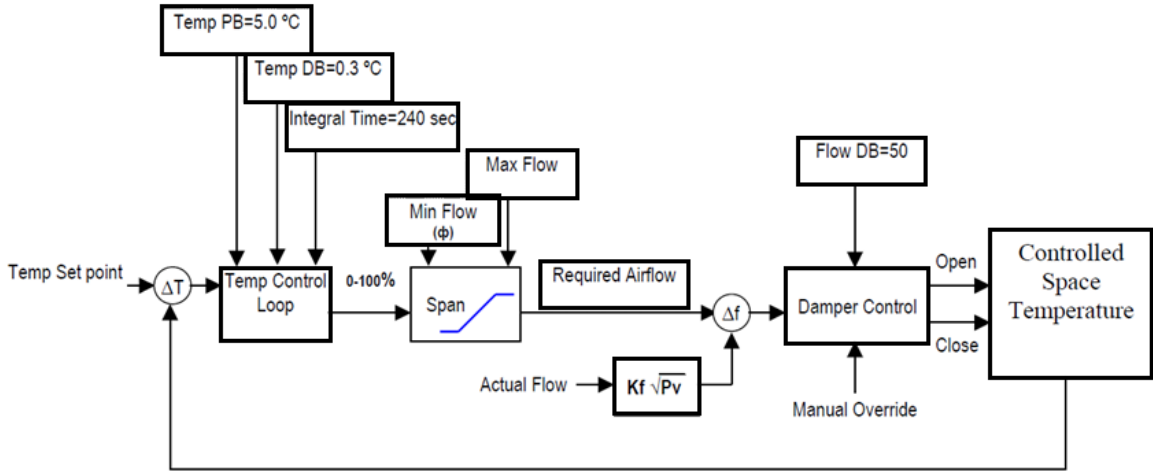 Temp PB=5.0 ºC
Temp DB=0.3 ºC
Integral Time=240 sec
Max Flow
Flow DB=50
Min Flow
(ф)
Temp Set point
ΔT
Temp Control
Loop
0-100%
Span
Required Airflow
Δf
Damper Control
Open
Close
Controlled
Space
Temperature
Actual Flow
Kf √Pv
Manual Override